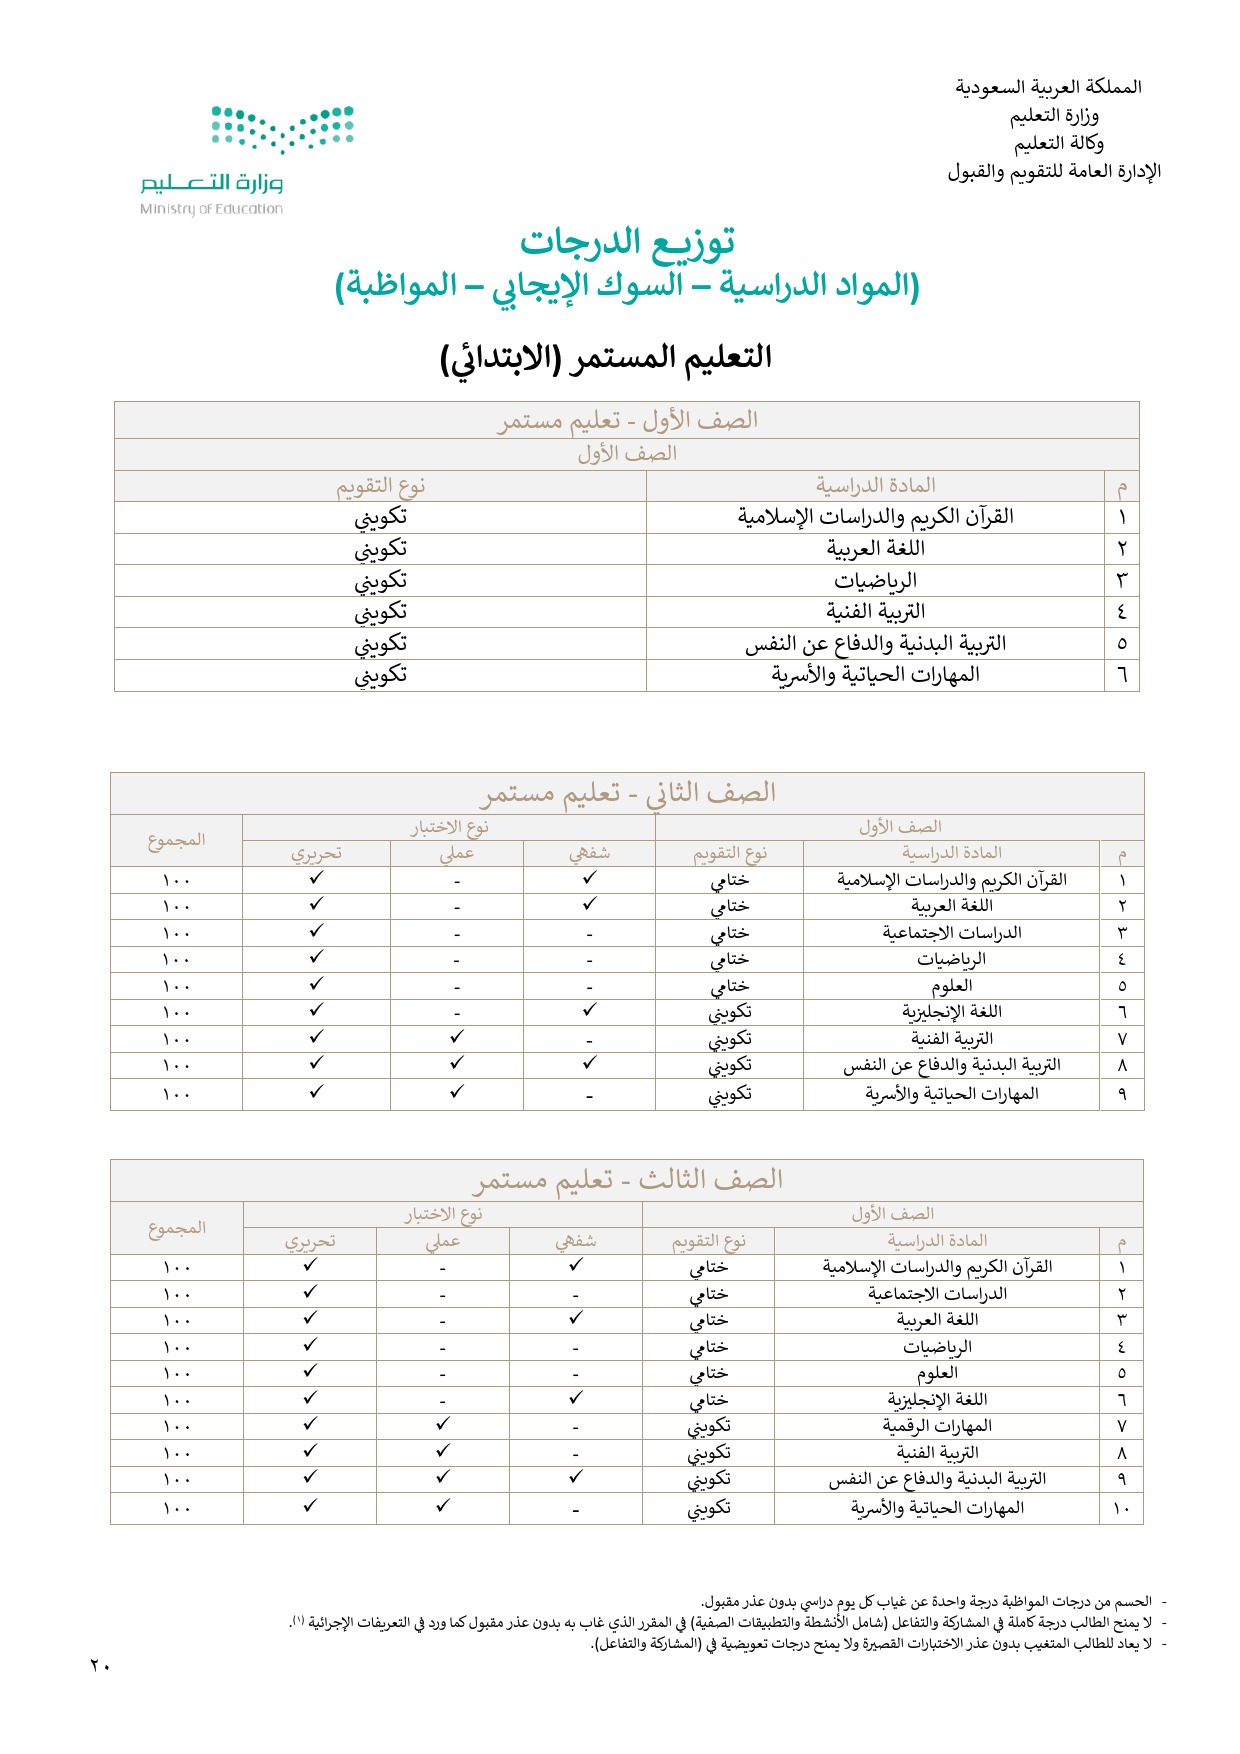 المملكة العربية السعودية
وزارة التعليم
وكالة التعليم
الإدارة العامة للتقويم والقبول
وزارة التعـــليم
Ministry of Education
توزيع الدرجات
(المواد الدراسية – السوك الإيجابي – المواظبة)
التعليم المستمر (الابتدائي)
الصف الأول - تعليم مستمر
الصف الأول
م المادة الدراسية نوع التقويم
١ القرآن الكريم والدراسات الإسلامية تكويني
٢ اللغة العربية تكويني
٣ الرياضيات تكويني
٤ التربية الفنية تكويني
٥ التربية البدنية والدفاع عن النفس تكويني
٦ المهارات الحياتية والأسرية تكويني
الصف الثاني - تعليم مستمر
الصف الأول نوع الاختبار المجموع
م المادة الدراسية نوع التقويم شفهي عملي تحريري
١ القرآن الكريم والدراسات الإسلامية ختامي ✓ - ✓ ١٠٠
٢ اللغة العربية ختامي ✓ - ✓ ١٠٠
٣ الدراسات الاجتماعية ختامي - - ✓ ١٠٠
٤ الرياضيات ختامي - - ✓ ١٠٠
٥ العلوم ختامي - - ✓ ١٠٠
٦ اللغة الإنجليزية تكويني ✓ - ✓ ١٠٠
٧ التربية الفنية تكويني - ✓ ✓ ١٠٠
٨ التربية البدنية والدفاع عن النفس تكويني ✓ ✓ ✓ ١٠٠
٩ المهارات الحياتية والأسرية تكويني - ✓ ✓ ١٠٠
الصف الثالث - تعليم مستمر
الصف الأول نوع الاختبار المجموع
م المادة الدراسية نوع التقويم شفهي عملي تحريري
١ القرآن الكريم والدراسات الإسلامية ختامي ✓ - ✓ ١٠٠
٢ الدراسات الاجتماعية ختامي - - ✓ ١٠٠
٣ اللغة العربية ختامي ✓ - ✓ ١٠٠
٤ الرياضيات ختامي - - ✓ ١٠٠
٥ العلوم ختامي - - ✓ ١٠٠
٦ اللغة الإنجليزية ختامي ✓ - ✓ ١٠٠
٧ المهارات الرقمية تكويني - ✓ ✓ ١٠٠
٨ التربية الفنية تكويني - ✓ ✓ ١٠٠
٩ التربية البدنية والدفاع عن النفس تكويني ✓ ✓ ✓ ١٠٠
١٠ المهارات الحياتية والأسرية تكويني - ✓ ✓ ١٠٠
- الحسم من درجات المواظبة درجة واحدة عن غياب كل يوم دراسي بدون عذر مقبول.
- لا يمنح الطالب درجة كاملة في المشاركة والتفاعل (شامل الأنشطة والتطبيقات الصفية) في المقرر الذي غاب به بدون عذر مقبول كما ورد في التعريفات الإجرائية (١).
- لا يعاد للطالب المتغيب بدون عذر الاختبارات القصيرة ولا يمنح درجات تعويضية في (المشاركة والتفاعل).
٢٠